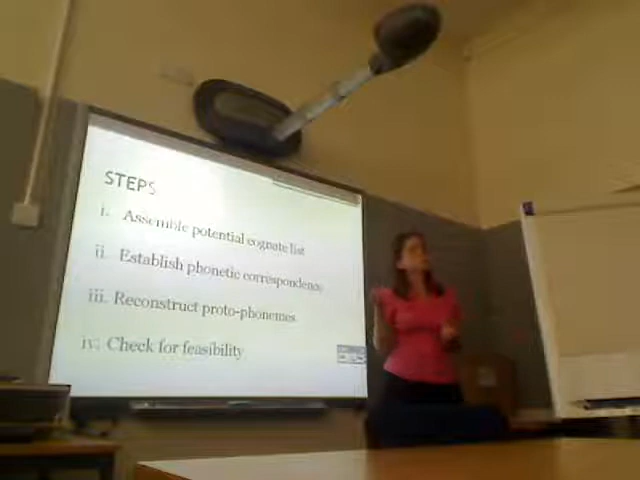 STEPS
i. Assemble potential cognate list
ii. Establish phonetic correspondence
iii. Reconstruct proto-phonemes
iv. Check for feasibility